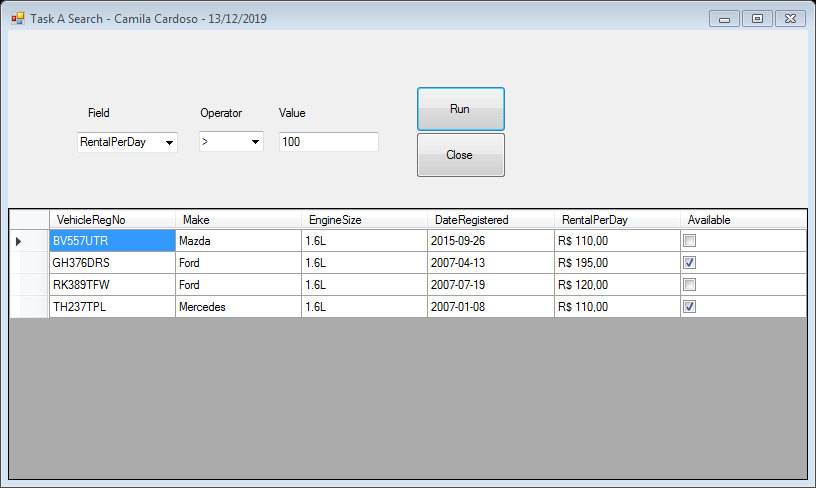 Task A Search - Camila Cardoso - 13/12/2019
Field Operator Value
RentalPerDay > 100
Run
Close
VehicleRegNo Make EngineSize DateRegistered RentalPerDay Available
BV557UTR Mazda 1.6L 2015-09-26 R$ 110,00
GH376DRS Ford 1.6L 2007-04-13 R$ 195,00
RK389TFW Ford 1.6L 2007-07-19 R$ 120,00
TH237TPL Mercedes 1.6L 2007-01-08 R$ 110,00